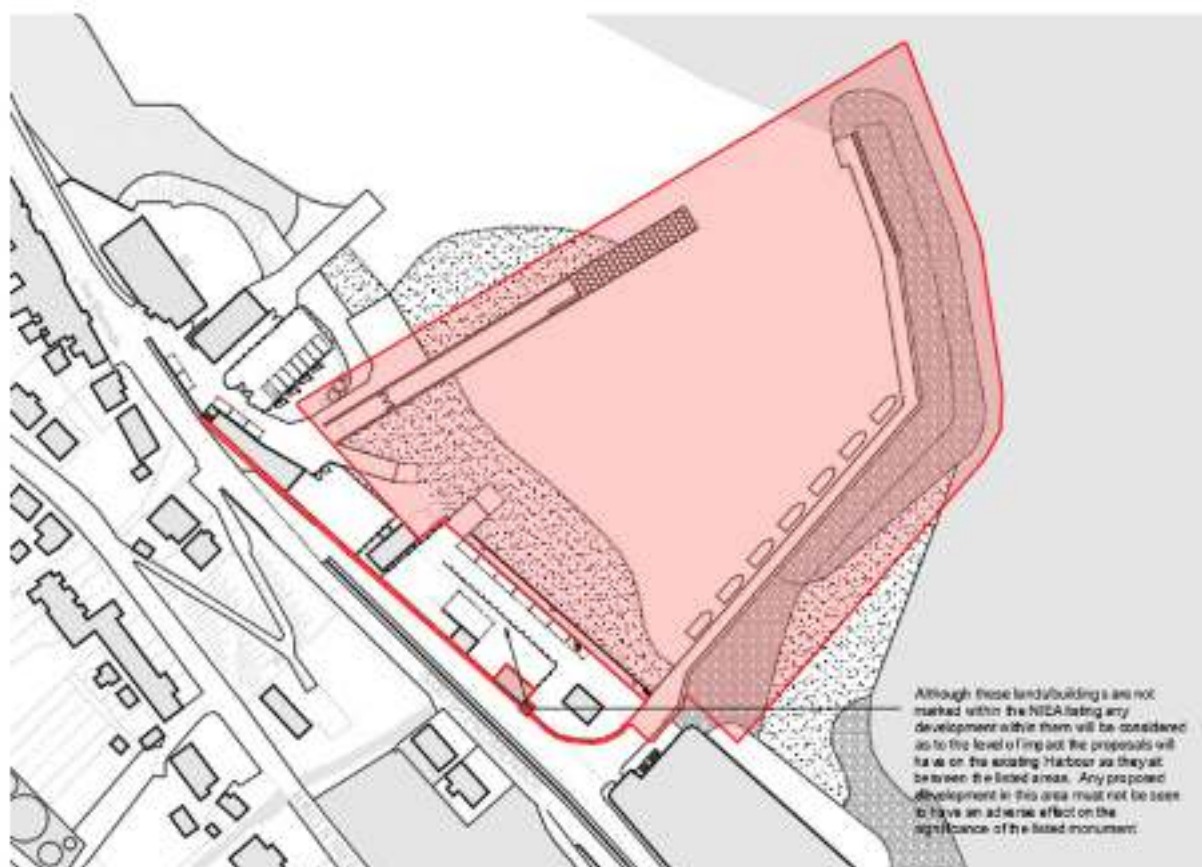 Although these lands/buildings are not
marked within the NIEA listing any
development within them will be considered
as to the level of impact the proposals will
have on the existing Harbour as they sit
between the listed areas. Any proposed
development in this area must not be seen
to have an adverse effect on the
significance of the listed monument